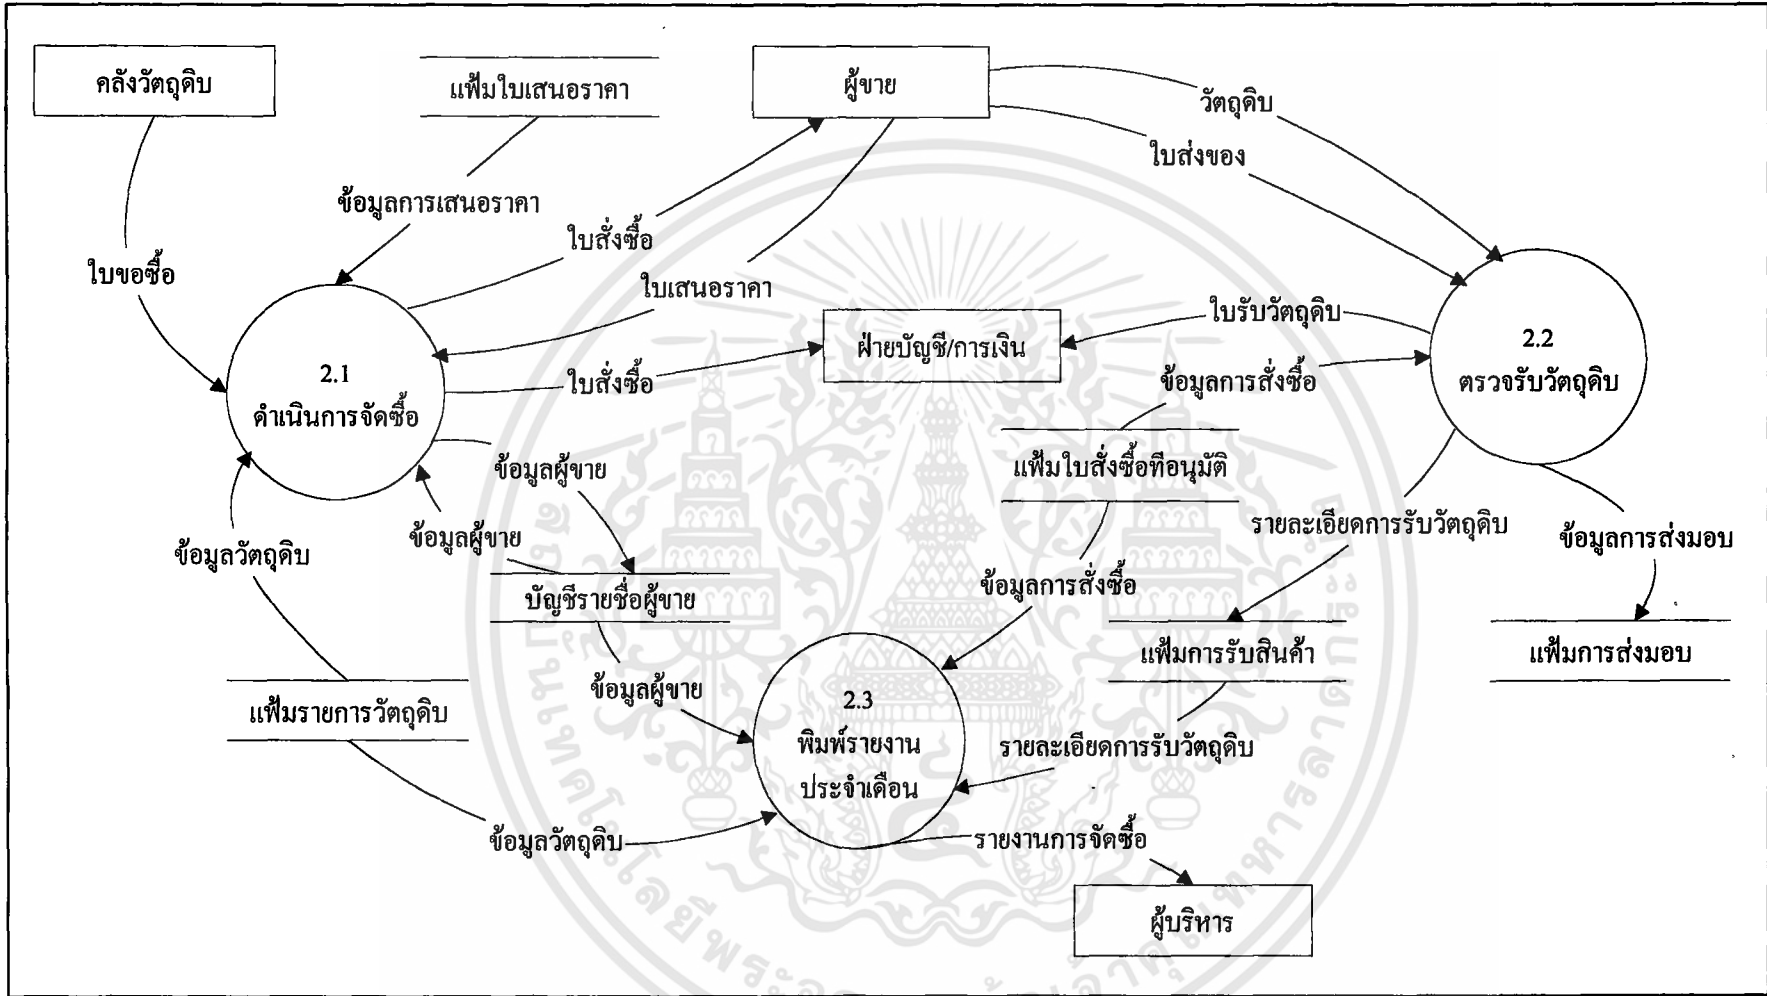 คลังวัตถุดิบ
แฟ้มใบเสนอราคา
ผู้ขาย
วัตถุดิบ
ใบส่งของ
ข้อมูลการเสนอราคา
ใบสั่งซื้อ
ใบขอซื้อ
ใบเสนอราคา
ใบรับวัตถุดิบ
ฝ่ายบัญชี/การเงิน
2.1
ดำเนินการจัดซื้อ
ใบสั่งซื้อ
ข้อมูลการสั่งซื้อ
2.2
ตรวจรับวัตถุดิบ
ข้อมูลผู้ขาย
แฟ้มใบสั่งซื้อที่อนุมัติ
ข้อมูลผู้ขาย
รายละเอียดการรับวัตถุดิบ
ข้อมูลการส่งมอบ
ข้อมูลวัตถุดิบ
ข้อมูลการสั่งซื้อ
บัญชีรายชื่อผู้ขาย
แฟ้มการรับสินค้า
แฟ้มการส่งมอบ
ข้อมูลผู้ขาย
แฟ้มรายการวัตถุดิบ
2.3
พิมพ์รายงาน
ประจำเดือน
รายละเอียดการรับวัตถุดิบ
ข้อมูลวัตถุดิบ
รายงานการจัดซื้อ
ผู้บริหาร